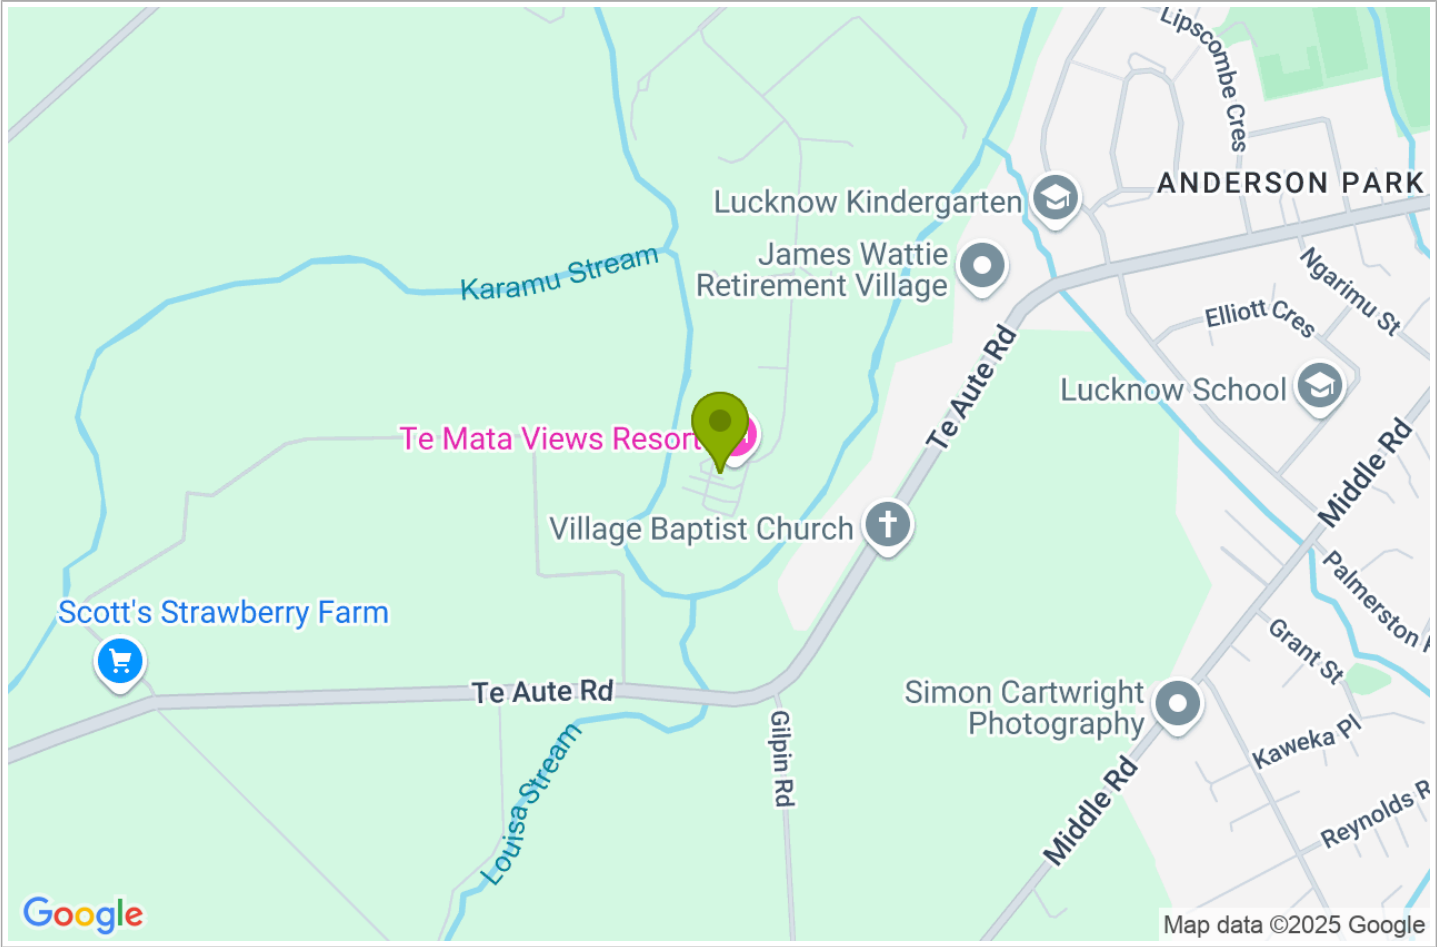 Lipscombe Cres
ANDERSON PARK
Lucknow Kindergarten
James Wattie
Retirement Village
Karamu Stream
Ngarimu St
Elliott Cres
Te Aute Rd
Lucknow School
Te Mata Views Resort
Middle Rd
Village Baptist Church
Palmerston
Scott's Strawberry Farm
Grant St
Te Aute Rd
Simon Cartwright
Photography
Gilpin Rd
Kaweka Pl
Louisa Stream
Middle Rd
Reynolds R
Google
Map data ©2025 Google